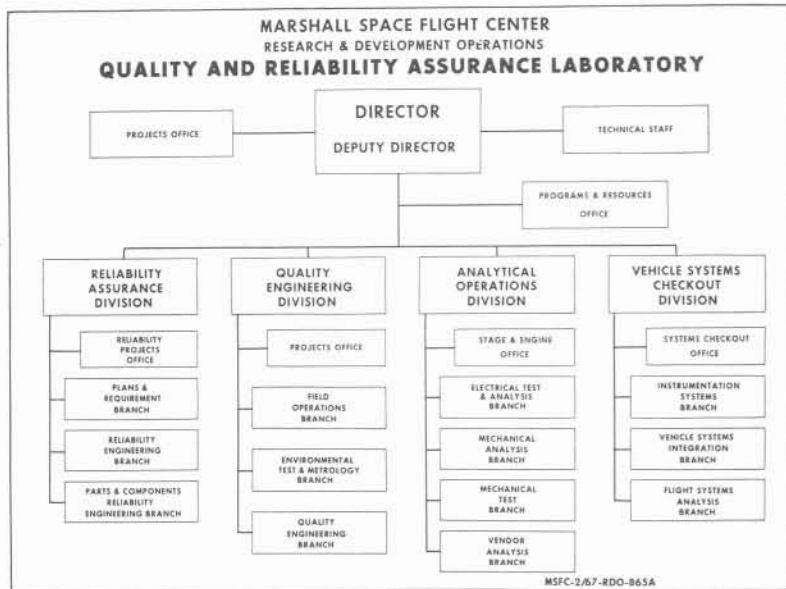 MARSHALL SPACE FLIGHT CENTER
RESEARCH & DEVELOPMENT OPERATIONS
QUALITY AND RELIABILITY ASSURANCE LABORATORY
DIRECTOR
DEPUTY DIRECTOR
PROJECTS OFFICE
TECHNICAL STAFF
PROGRAMS & RESOURCES
OFFICE
RELIABILITY
ASSURANCE
DIVISION
RELIABILITY
PROJECTS
OFFICE
PLANS &
REQUIREMENT
BRANCH
RELIABILITY
ENGINEERING
BRANCH
PARTS & COMPONENTS
RELIABILITY
ENGINEERING BRANCH
QUALITY
ENGINEERING
DIVISION
PROJECTS OFFICE
FIELD
OPERATIONS
BRANCH
ENVIRONMENTAL
TEST & METROLOGY
BRANCH
QUALITY
ENGINEERING
BRANCH
ANALYTICAL
OPERATIONS
DIVISION
STAGE & ENGINE
OFFICE
ELECTRICAL TEST
& ANALYSIS
BRANCH
MECHANICAL
ANALYSIS
BRANCH
MECHANICAL
TEST
BRANCH
VENDOR
ANALYSIS
BRANCH
VEHICLE SYSTEMS
CHECKOUT
DIVISION
SYSTEMS CHECKOUT
OFFICE
INSTRUMENTATION
SYSTEMS
BRANCH
VEHICLE SYSTEMS
INTEGRATION
BRANCH
FLIGHT SYSTEMS
ANALYSIS
BRANCH
MSFC-2/67-RDO-865A